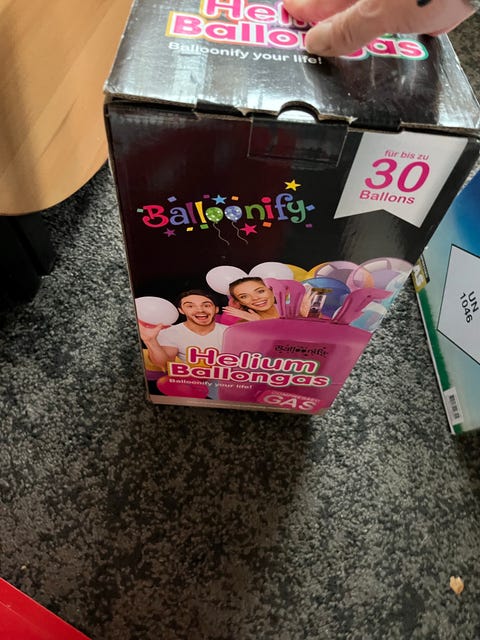 Helium
Ballongas
Balloonify your life!
für bis zu
30
Ballons
Balloonify
Balloonify
Helium
Ballongas
Balloonify your life!
GAS
UN
1046